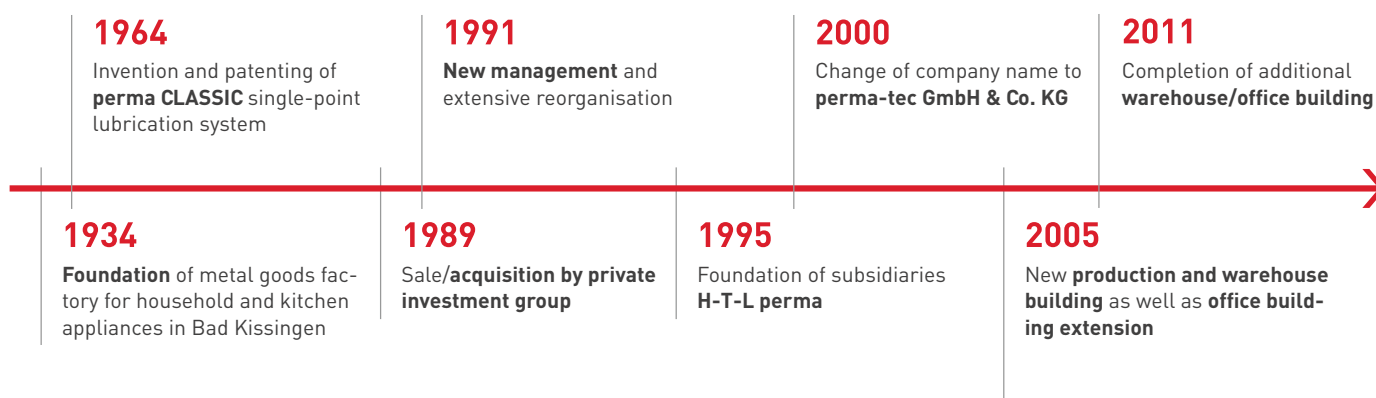 1964
Invention and patenting of
perma CLASSIC single-point
lubrication system
1991
New management and
extensive reorganisation
2000
Change of company name to
perma-tec GmbH & Co. KG
2011
Completion of additional
warehouse/office building
1934
Foundation of metal goods fac-
tory for household and kitchen
appliances in Bad Kissingen
1989
Sale/acquisition by private
investment group
1995
Foundation of subsidiaries
H-T-L perma
2005
New production and warehouse
building as well as office build-
ing extension